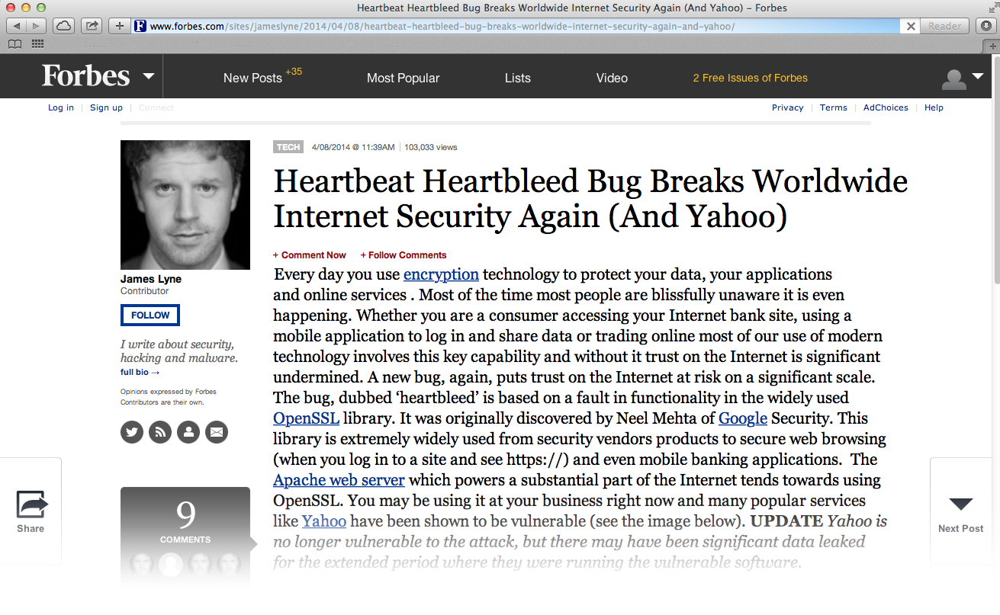 Heartbeat Heartbleed Bug Breaks Worldwide Internet Security Again (And Yahoo) – Forbes
www.forbes.com/sites/jameslyne/2014/04/08/heartbeat-heartbleed-bug-breaks-worldwide-internet-security-again-and-yahoo/
Reader
Forbes
New Posts +35
Most Popular
Lists
Video
2 Free Issues of Forbes
Log in | Sign up | Connect
Privacy | Terms | AdChoices | Help
James Lyne
Contributor
FOLLOW
I write about security,
hacking and malware.
full bio →
Opinions expressed by Forbes
Contributors are their own.
Share
9
COMMENTS
TECH 4/08/2014 @ 11:39AM | 103,033 views
Heartbeat Heartbleed Bug Breaks Worldwide
Internet Security Again (And Yahoo)
+ Comment Now + Follow Comments
Every day you use encryption technology to protect your data, your applications
and online services . Most of the time most people are blissfully unaware it is even
happening. Whether you are a consumer accessing your Internet bank site, using a
mobile application to log in and share data or trading online most of our use of modern
technology involves this key capability and without it trust on the Internet is significant
undermined. A new bug, again, puts trust on the Internet at risk on a significant scale.
The bug, dubbed ‘heartbleed’ is based on a fault in functionality in the widely used
OpenSSL library. It was originally discovered by Neel Mehta of Google Security. This
library is extremely widely used from security vendors products to secure web browsing
(when you log in to a site and see https://) and even mobile banking applications.  The
Apache web server which powers a substantial part of the Internet tends towards using
OpenSSL. You may be using it at your business right now and many popular services
like Yahoo have been shown to be vulnerable (see the image below). UPDATE Yahoo is
no longer vulnerable to the attack, but there may have been significant data leaked
for the extended period where they were running the vulnerable software.
Next Post